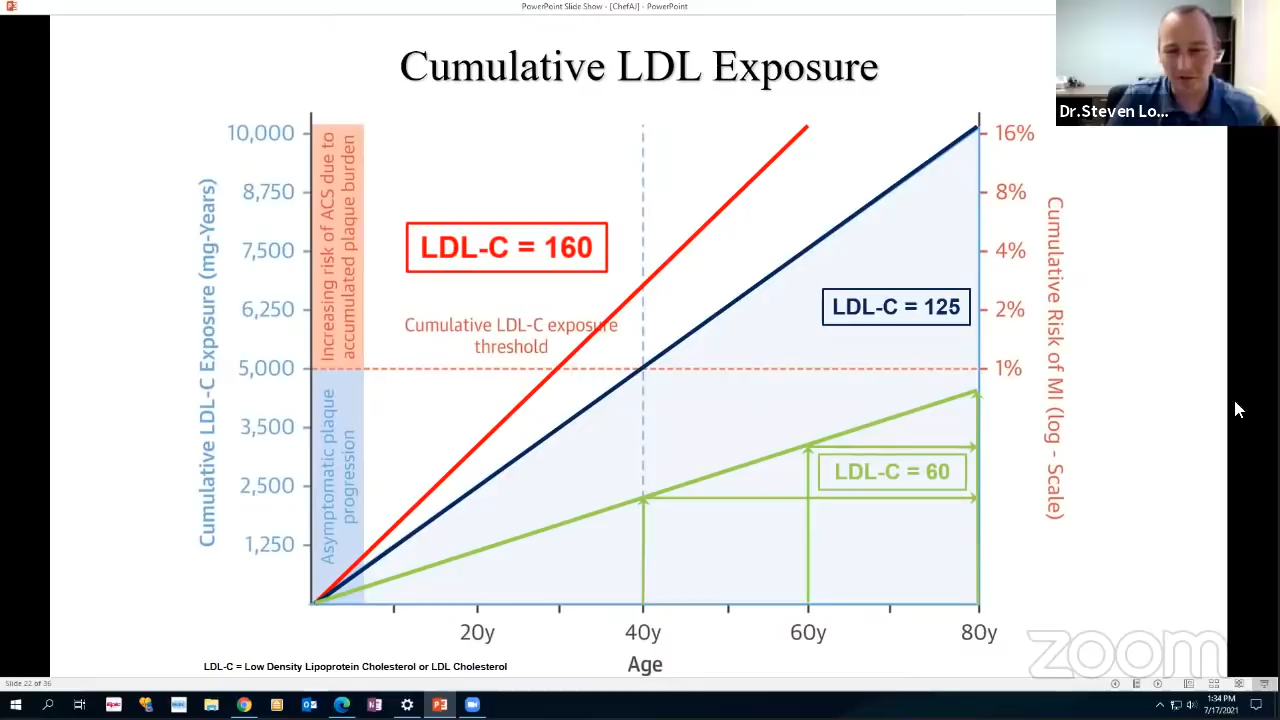 PowerPoint Slide Show - [ChefAJ] - PowerPoint
Cumulative LDL Exposure
Dr.Steven Lo...
Cumulative LDL-C Exposure (mg-Years)
10,000
8,750
7,500
6,250
5,000
3,500
2,500
1,250
Increasing risk of ACS due to
accumulated plaque burden
Asymptomatic plaque
progression
LDL-C = 160
Cumulative LDL-C exposure
threshold
LDL-C = 125
LDL-C = 60
16%
8%
4%
2%
1%
Cumulative Risk of MI (log - Scale)
20y
40y
60y
80y
Age
LDL-C = Low Density Lipoprotein Cholesterol or LDL Cholesterol
zoom
Slide 22 of 36
1:34 PM
7/17/2021